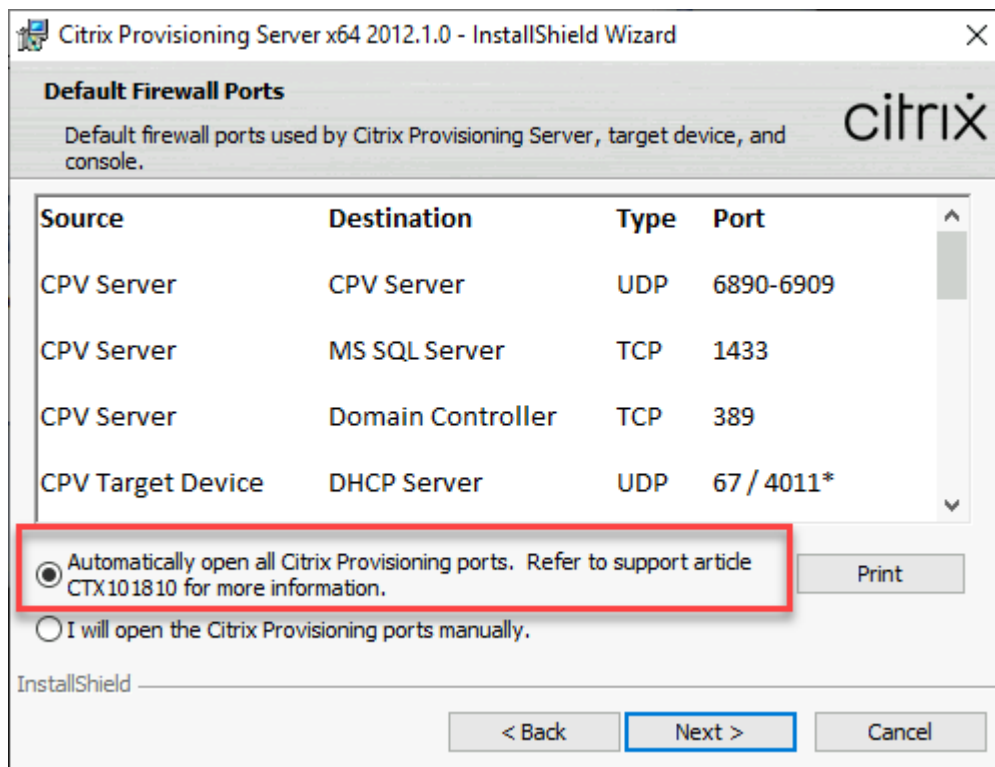 Citrix Provisioning Server x64 2012.1.0 - InstallShield Wizard
Default Firewall Ports
Default firewall ports used by Citrix Provisioning Server, target device, and
console.
citrix
Source Destination Type Port
CPV Server CPV Server UDP 6890-6909
CPV Server MS SQL Server TCP 1433
CPV Server Domain Controller TCP 389
CPV Target Device DHCP Server UDP 67 / 4011*
Automatically open all Citrix Provisioning ports. Refer to support article
CTX101810 for more information.
Print
I will open the Citrix Provisioning ports manually.
InstallShield
< Back Next > Cancel